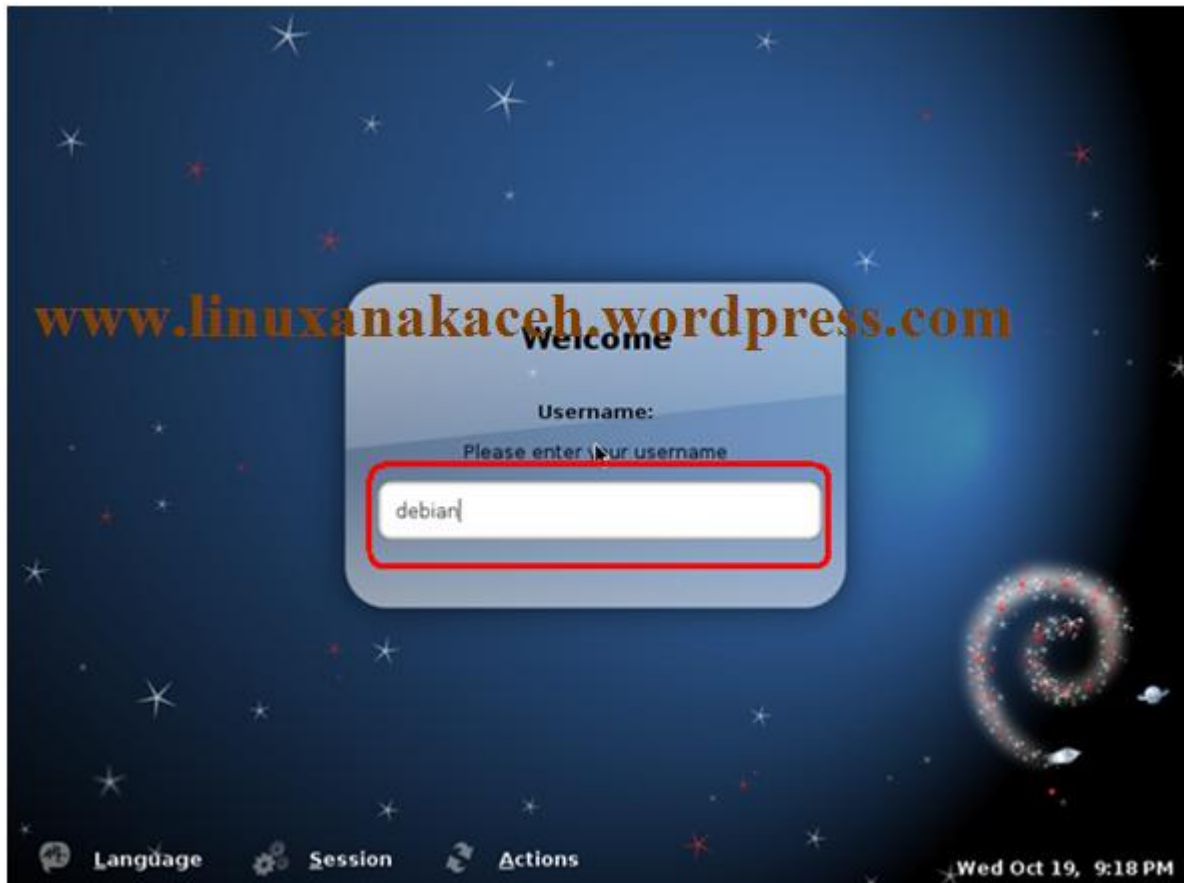 www.linuxanakaceh.wordpress.com
Welcome
Username:
Please enter your username
debian
Language
Session
Actions
Wed Oct 19, 9:18 PM